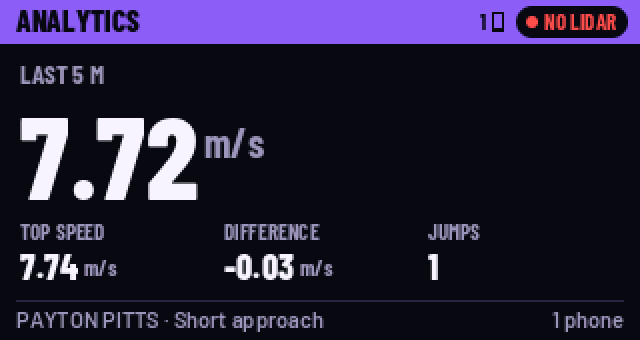 ANALYTICS 1 NO LIDAR
LAST 5 M
7.72 m/s
TOP SPEED DIFFERENCE JUMPS
7.74 m/s -0.03 m/s 1
PAYTON PITTS · Short approach 1 phone